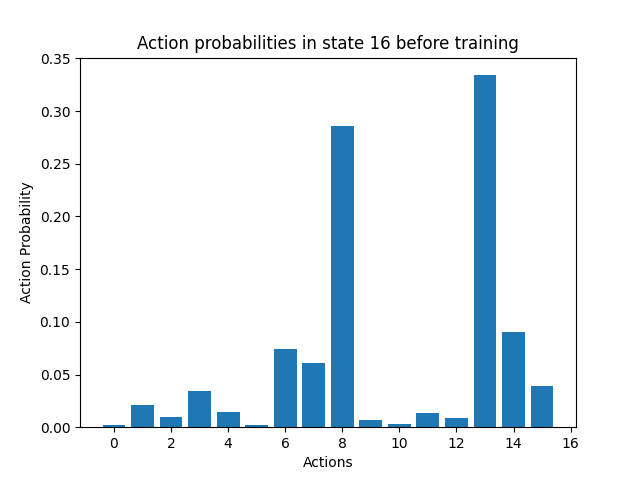 Action probabilities in state 16 before training
0.35
0.30
0.25
0.20
0.15
0.10
0.05
0.00
Action Probability
0 2 4 6 8 10 12 14 16
Actions